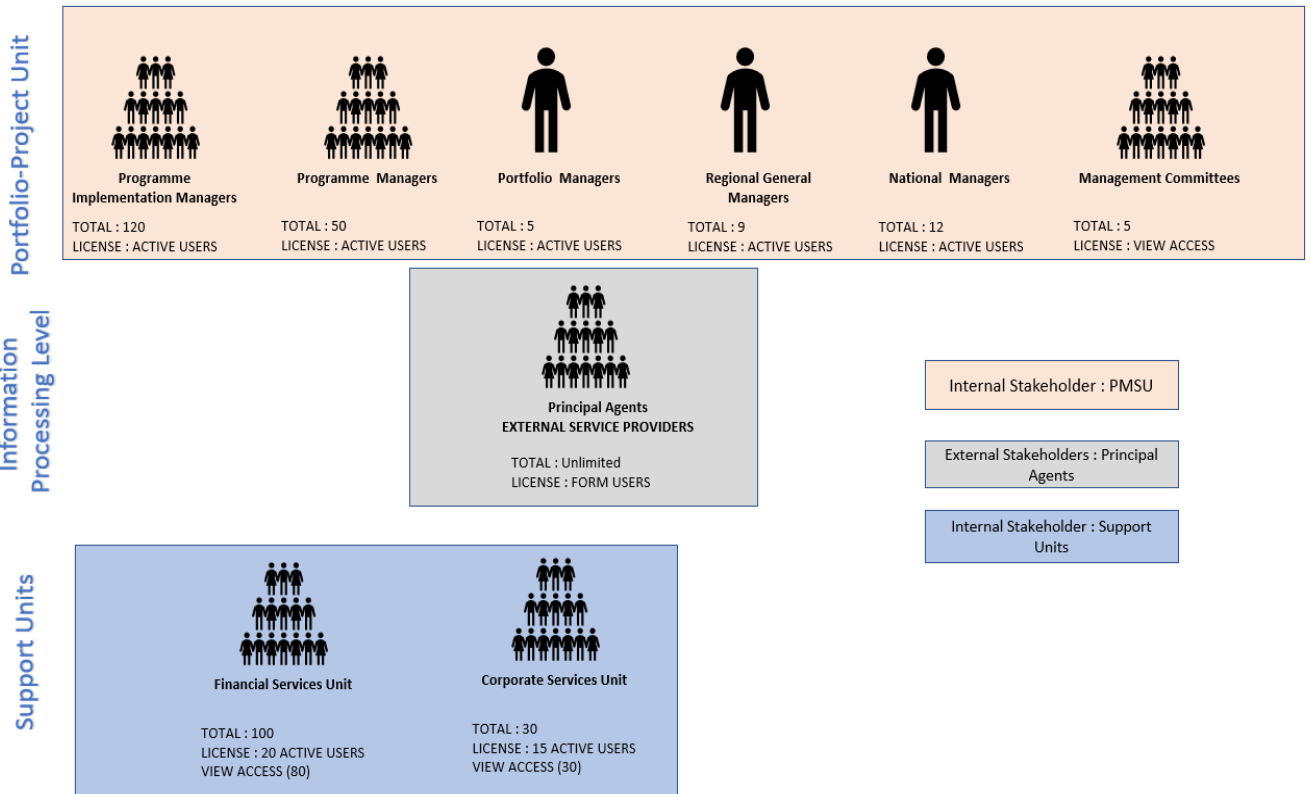 Portfolio-Project Unit
Programme
Implementation Managers
TOTAL : 120
LICENSE : ACTIVE USERS
Programme Managers
TOTAL : 50
LICENSE : ACTIVE USERS
Portfolio Managers
TOTAL : 5
LICENSE : ACTIVE USERS
Regional General
Managers
TOTAL : 9
LICENSE : ACTIVE USERS
National Managers
TOTAL : 12
LICENSE : ACTIVE USERS
Management Committees
TOTAL : 5
LICENSE : VIEW ACCESS
Information
Processing Level
Principal Agents
EXTERNAL SERVICE PROVIDERS
TOTAL : Unlimited
LICENSE : FORM USERS
Internal Stakeholder : PMSU
External Stakeholders : Principal
Agents
Internal Stakeholder : Support
Units
Support Units
Financial Services Unit
TOTAL : 100
LICENSE : 20 ACTIVE USERS
VIEW ACCESS (80)
Corporate Services Unit
TOTAL : 30
LICENSE : 15 ACTIVE USERS
VIEW ACCESS (30)